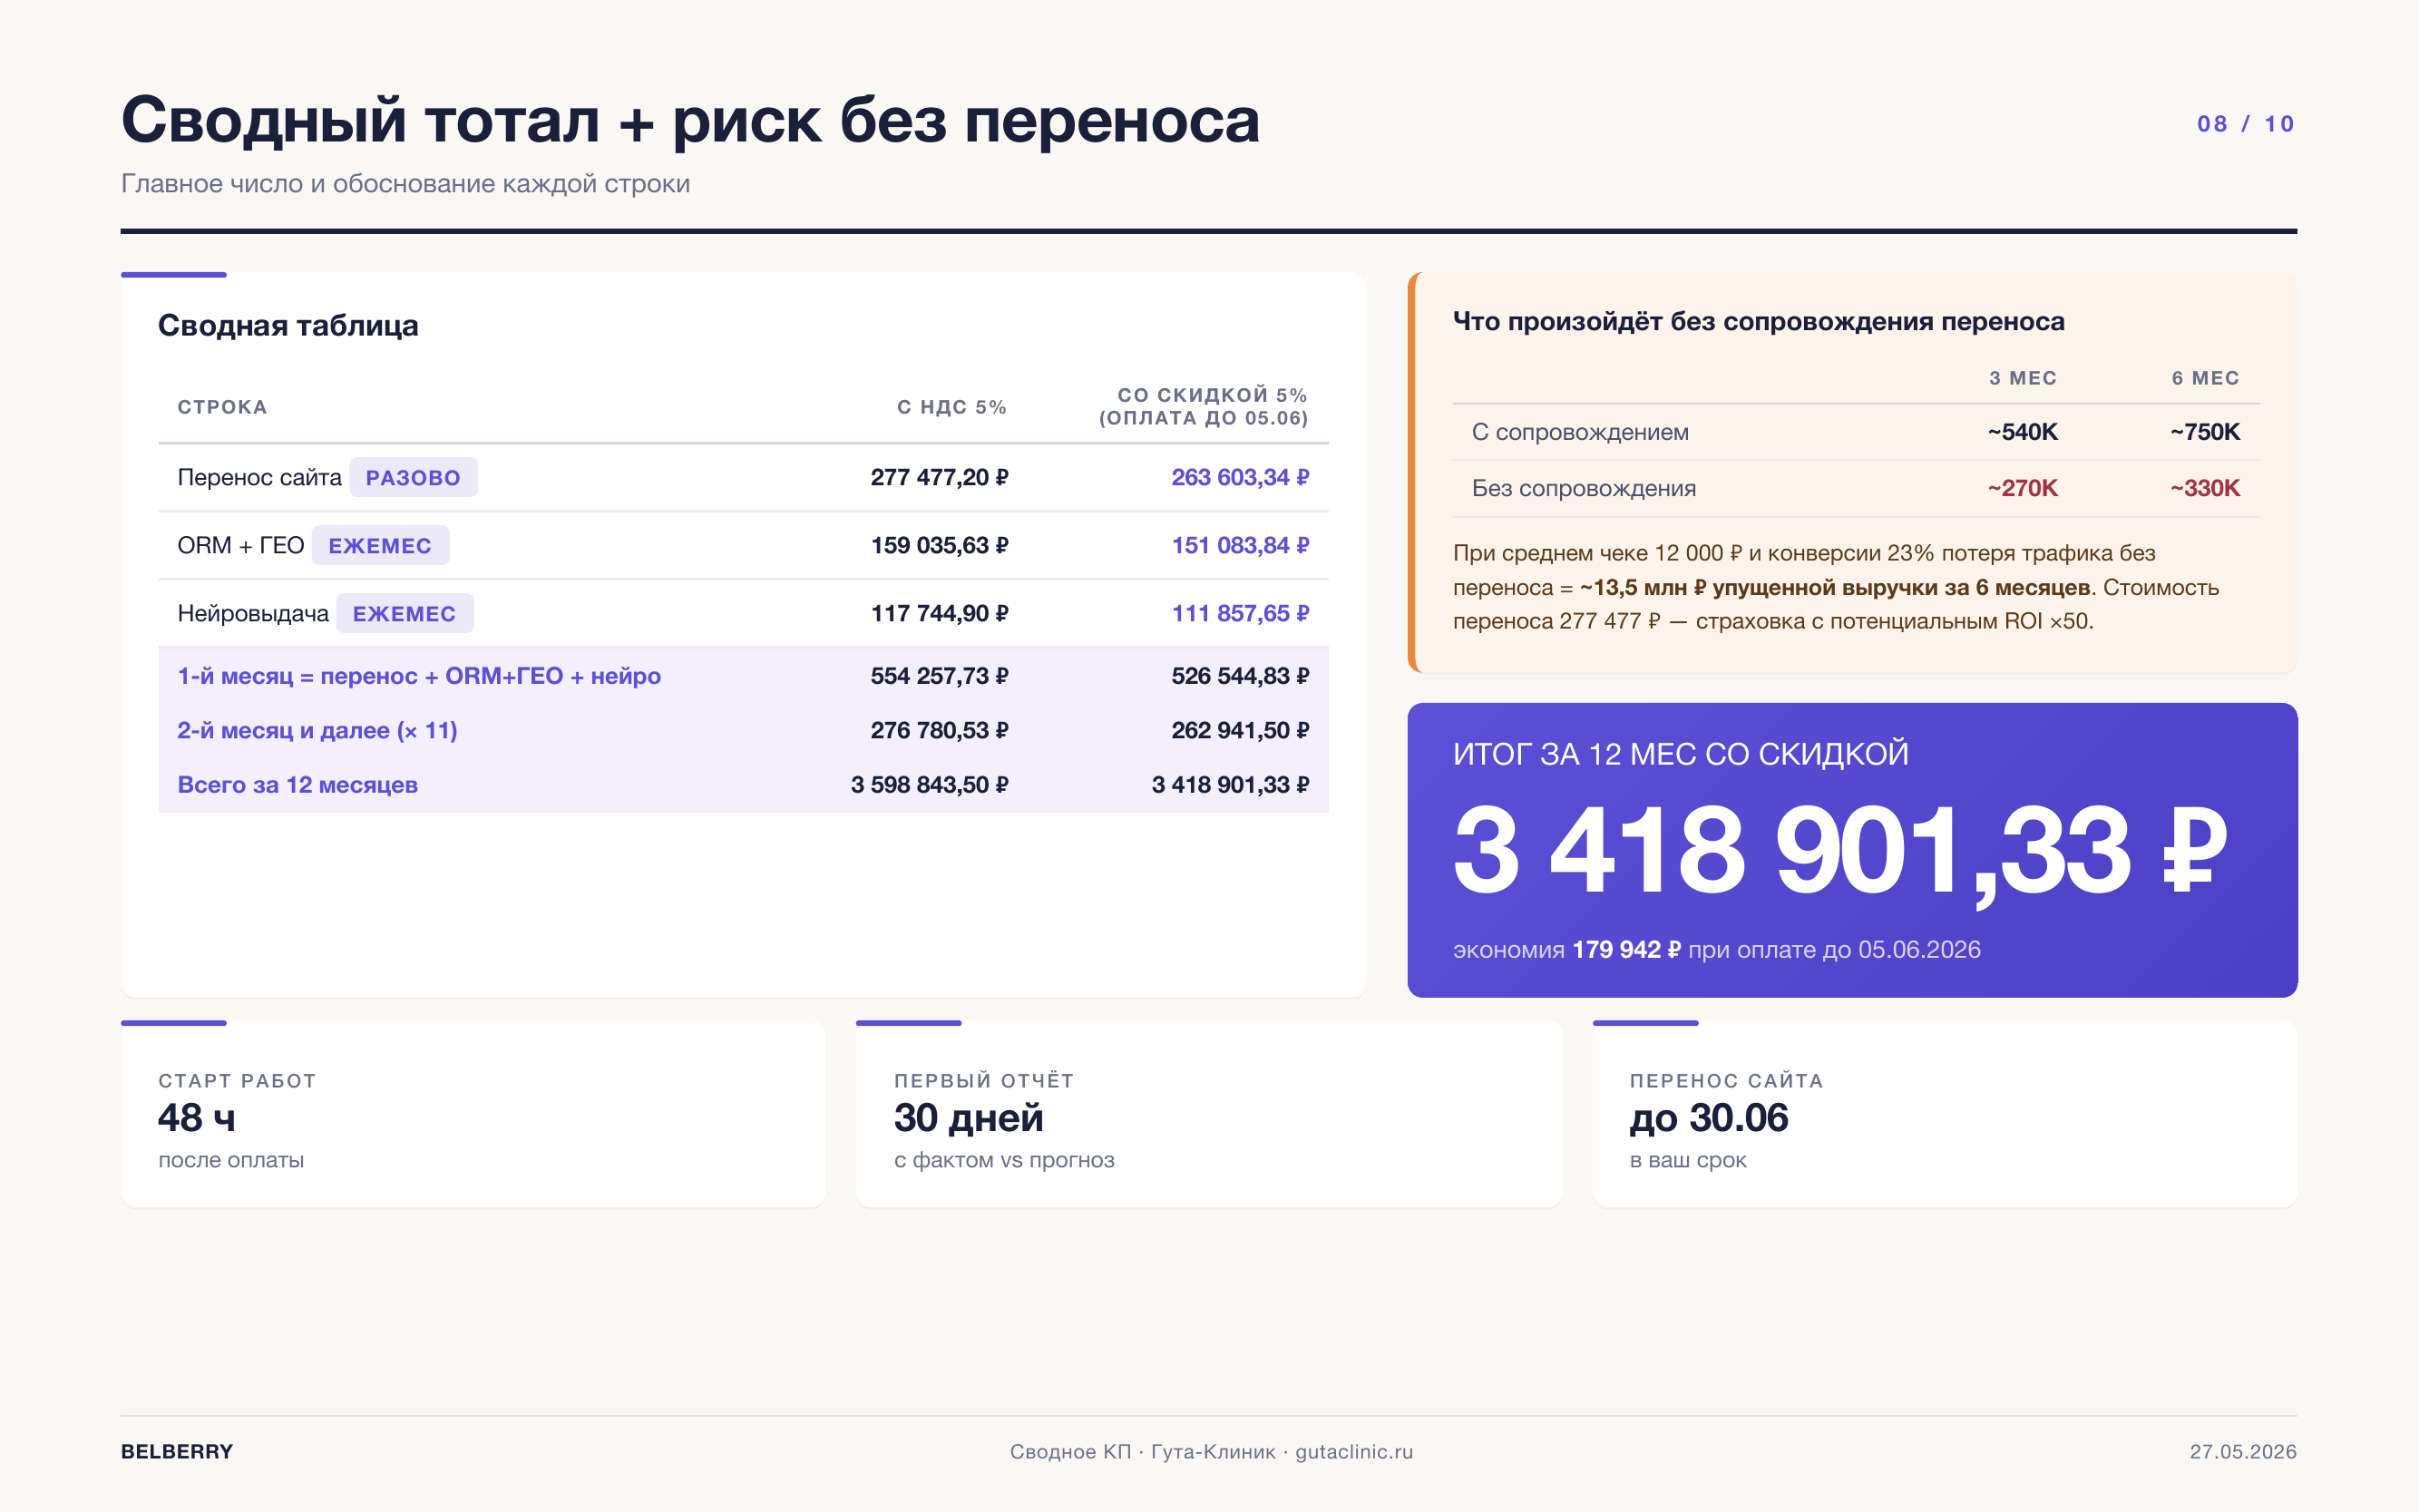 Сводный тотал + риск без переноса
08 / 10
Главное число и обоснование каждой строки
Сводная таблица
СТРОКА С НДС 5% СО СКИДКОЙ 5% (ОПЛАТА ДО 05.06)
Перенос сайта РАЗОВО 277 477,20 ₽ 263 603,34 ₽
ORM + ГЕО ЕЖЕМЕС 159 035,63 ₽ 151 083,84 ₽
Нейровыдача ЕЖЕМЕС 117 744,90 ₽ 111 857,65 ₽
1-й месяц = перенос + ORM+ГЕО + нейро 554 257,73 ₽ 526 544,83 ₽
2-й месяц и далее (× 11) 276 780,53 ₽ 262 941,50 ₽
Всего за 12 месяцев 3 598 843,50 ₽ 3 418 901,33 ₽
Что произойдёт без сопровождения переноса
3 МЕС 6 МЕС
С сопровождением ~540K ~750K
Без сопровождения ~270K ~330K
При среднем чеке 12 000 ₽ и конверсии 23% потеря трафика без
переноса = ~13,5 млн ₽ упущенной выручки за 6 месяцев. Стоимость
переноса 277 477 ₽ — страховка с потенциальным ROI ×50.
ИТОГ ЗА 12 МЕС СО СКИДКОЙ
3 418 901,33 ₽
экономия 179 942 ₽ при оплате до 05.06.2026
СТАРТ РАБОТ
48 ч
после оплаты
ПЕРВЫЙ ОТЧЁТ
30 дней
с фактом vs прогноз
ПЕРЕНОС САЙТА
до 30.06
в ваш срок
BELBERRY
Сводное КП · Гута-Клиник · gutaclinic.ru
27.05.2026